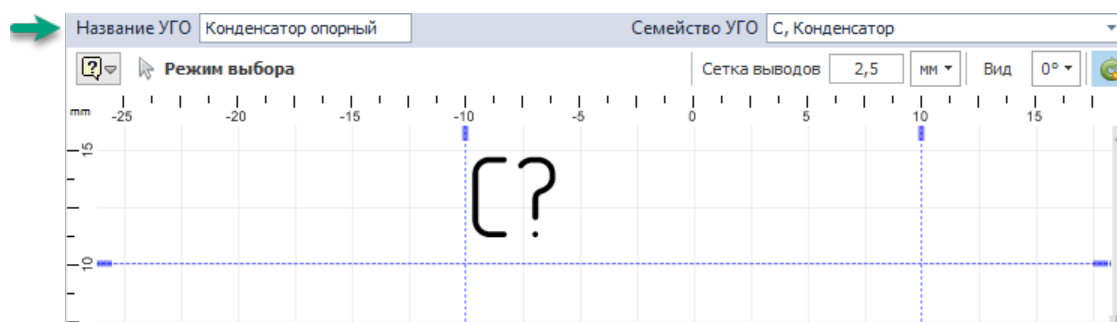 Название УГО Конденсатор опорный Семейство УГО С, Конденсатор
Режим выбора Сетка выводов 2,5 мм Вид 0°
mm -25 -20 -15 -10 -5 0 5 10 15
15
C?
10